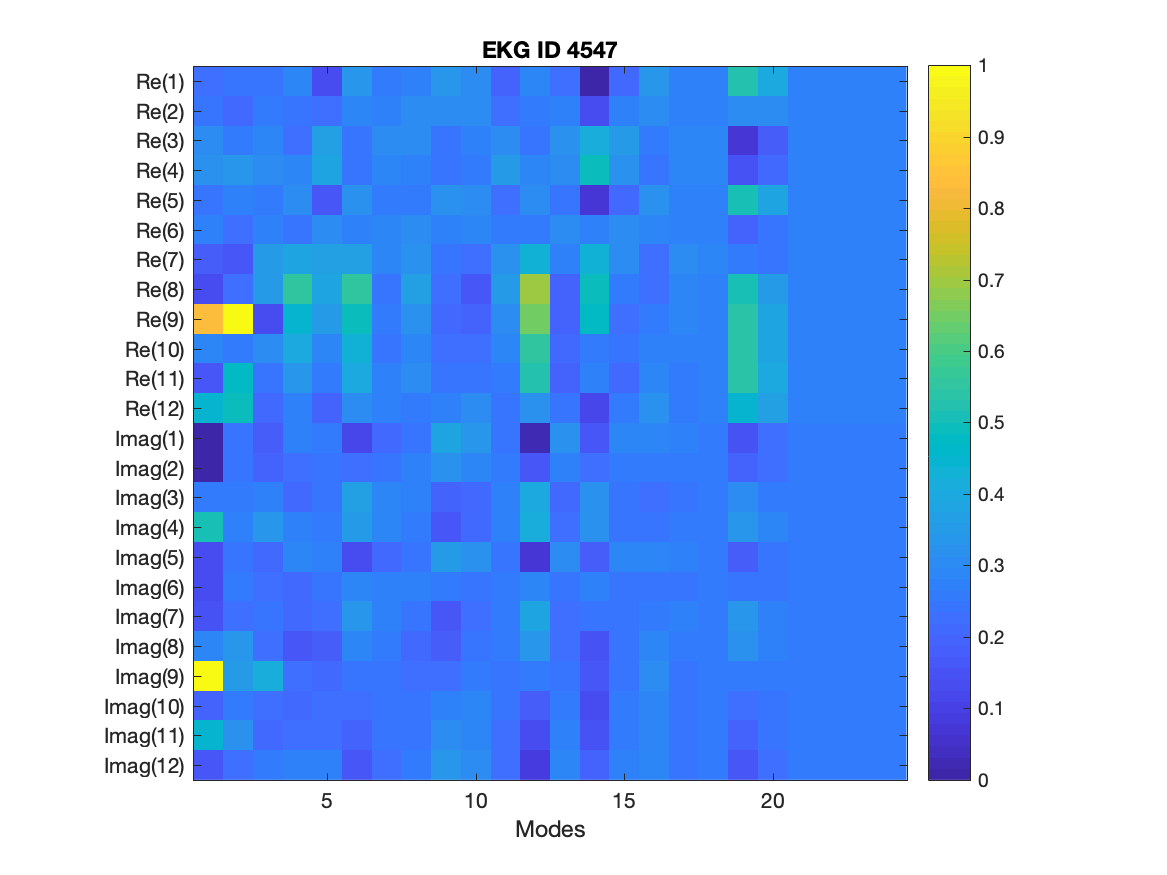 EKG ID 4547
Re(1)
Re(2)
Re(3)
Re(4)
Re(5)
Re(6)
Re(7)
Re(8)
Re(9)
Re(10)
Re(11)
Re(12)
Imag(1)
Imag(2)
Imag(3)
Imag(4)
Imag(5)
Imag(6)
Imag(7)
Imag(8)
Imag(9)
Imag(10)
Imag(11)
Imag(12)
5 10 15 20
Modes
1
0.9
0.8
0.7
0.6
0.5
0.4
0.3
0.2
0.1
0